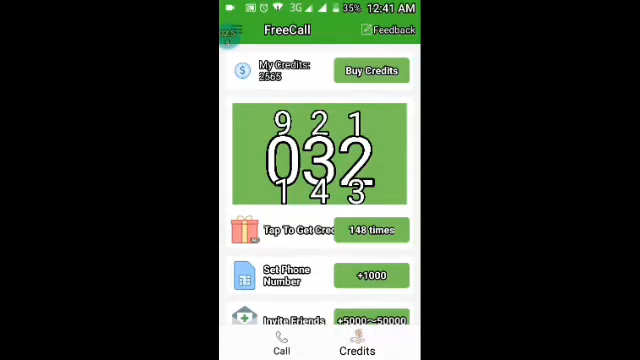 3G 35% 12:41 AM
FreeCall
Feedback
My Credits:
2565
Buy Credits
9 2 1
032
1 4 3
Tap To Get Cre
148 times
Set Phone
Number
+1000
Invite Friends
+5000~50000
Call
Credits